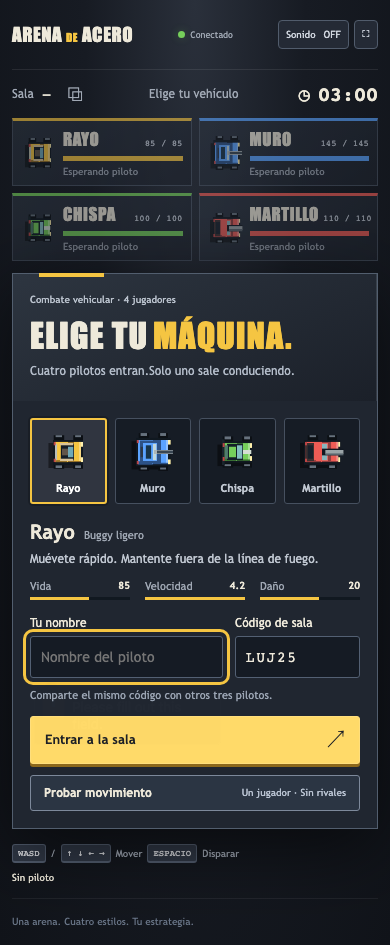 ARENA DE ACERO
Conectado
Sonido OFF
Sala —
Elige tu vehículo
03:00
RAYO 85 / 85
Esperando piloto
MURO 145 / 145
Esperando piloto
CHISPA 100 / 100
Esperando piloto
MARTILLO 110 / 110
Esperando piloto
Combate vehicular · 4 jugadores
ELIGE TU MÁQUINA.
Cuatro pilotos entran.Solo uno sale conduciendo.
Rayo
Muro
Chispa
Martillo
Rayo Buggy ligero
Muévete rápido. Mantente fuera de la línea de fuego.
Vida 85
Velocidad 4.2
Daño 20
Tu nombre
Nombre del piloto
Código de sala
LUJ25
Comparte el mismo código con otros tres pilotos.
Entrar a la sala ↗
Probar movimiento Un jugador · Sin rivales
WASD / ↑ ↓ ← → Mover ESPACIO Disparar
Sin piloto
Una arena. Cuatro estilos. Tu estrategia.